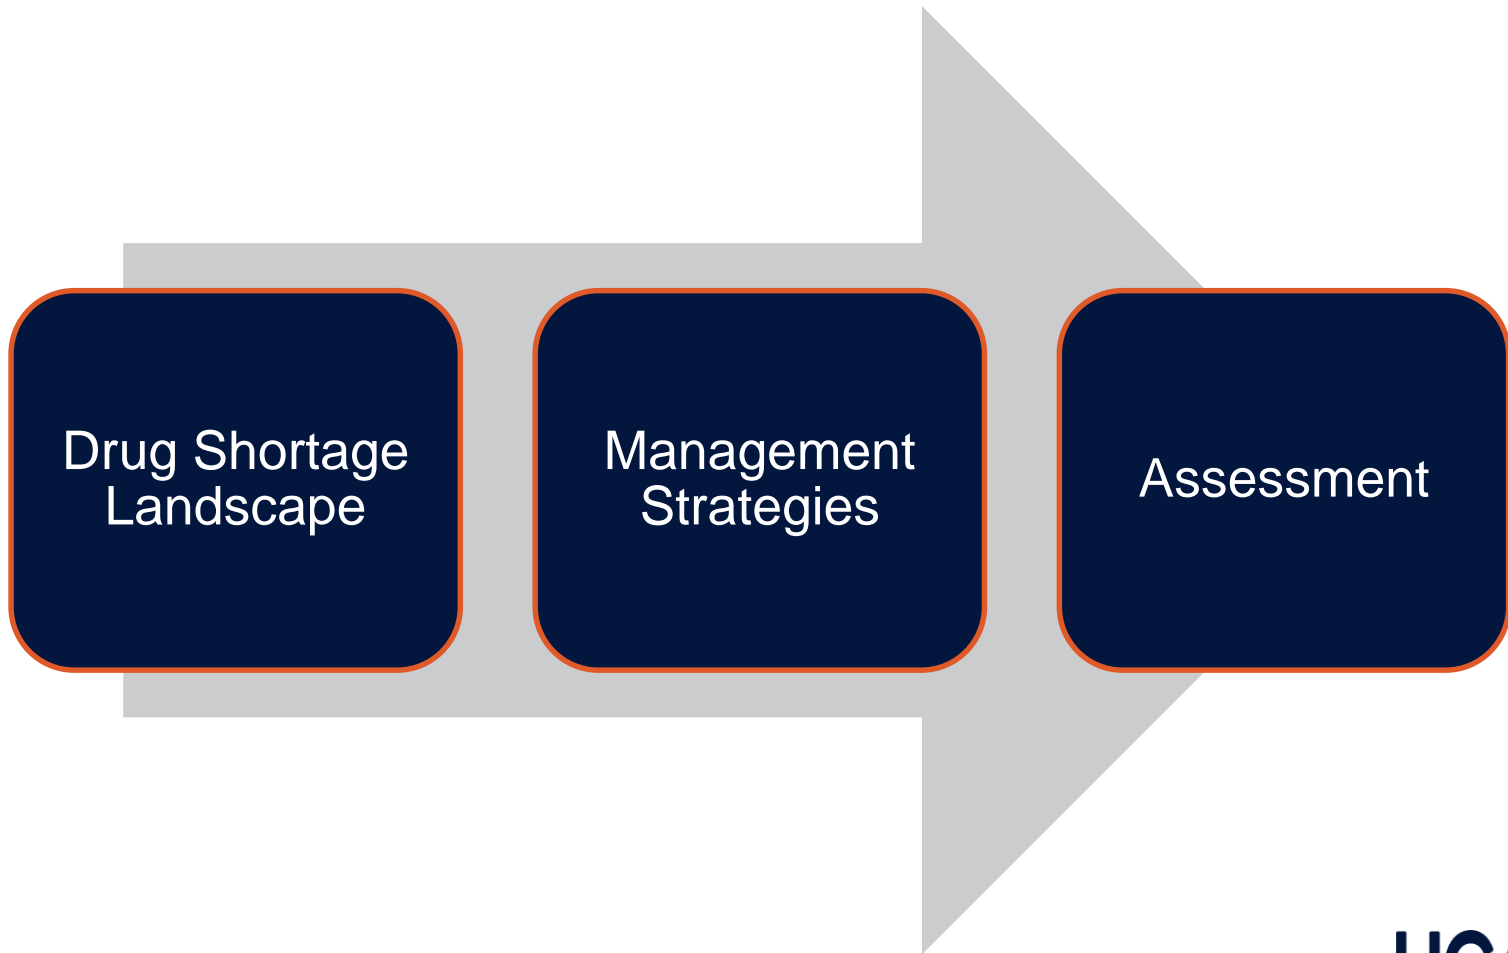 Drug Shortage
Landscape
Management
Strategies
Assessment